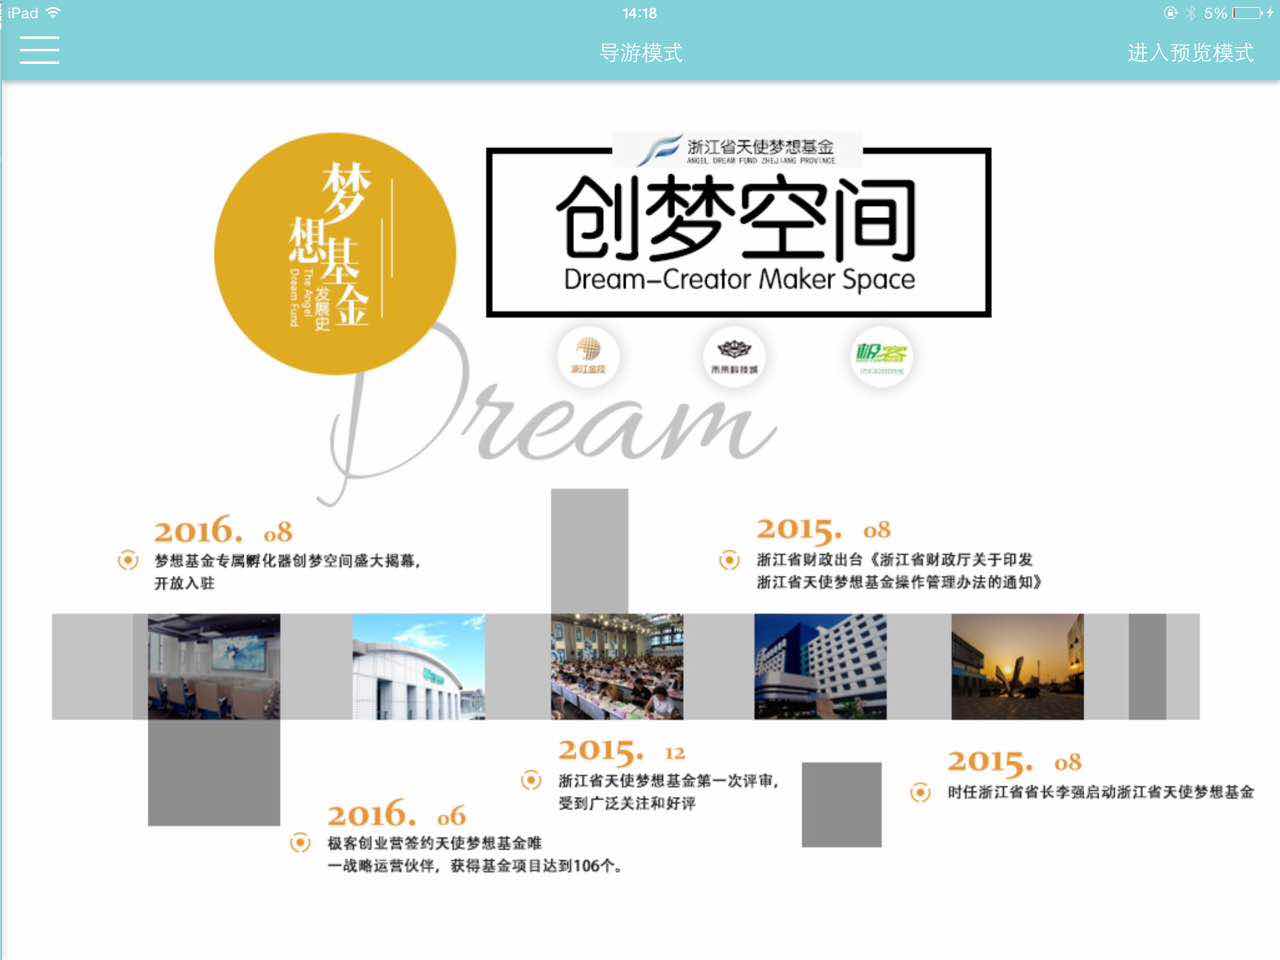 iPad
14:18
5%
导游模式
进入预览模式
梦想基金
发展史
The Angel
Dream Fund
浙江省天使梦想基金
ANGEL DREAM FUND ZHEJIANG PROVINCE
创梦空间
Dream-Creator Maker Space
浙江金控
未来科技城
极客
Dream
2016. 08
梦想基金专属孵化器创梦空间盛大揭幕，
开放入驻
2015. 08
浙江省财政出台《浙江省财政厅关于印发
浙江省天使梦想基金操作管理办法的通知》
2015. 12
浙江省天使梦想基金第一次评审，
受到广泛关注和好评
2015. 08
时任浙江省省长李强启动浙江省天使梦想基金
2016. 06
极客创业营签约天使梦想基金唯
一战略运营伙伴，获得基金项目达到106个。